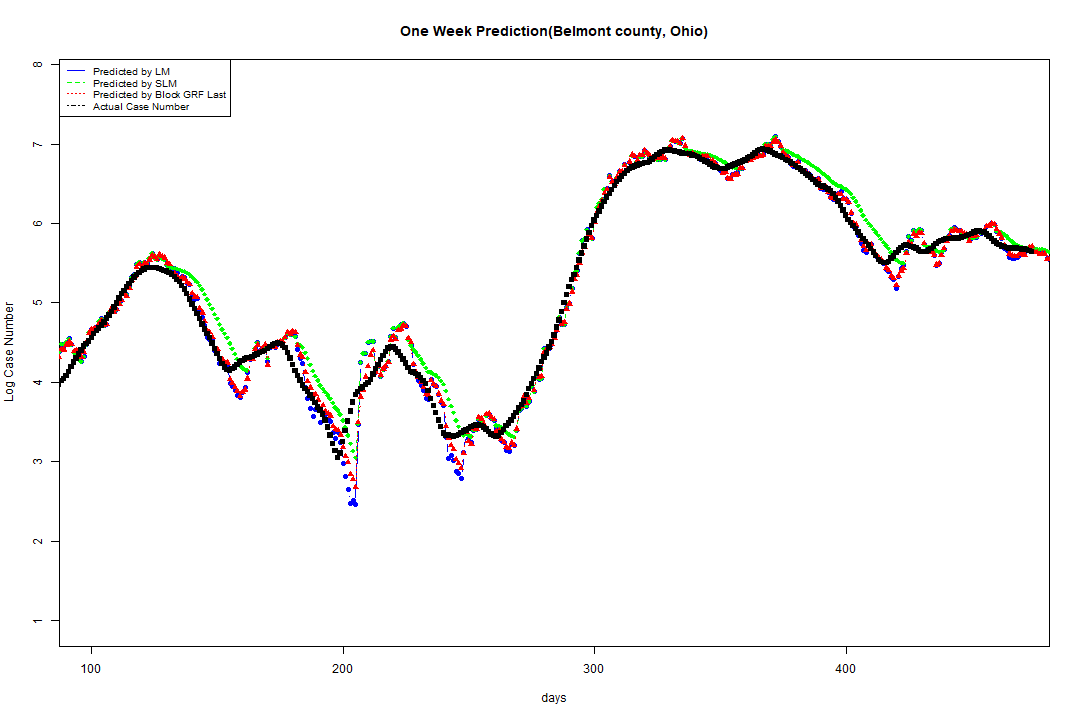 One Week Prediction(Belmont county, Ohio)
Predicted by LM
Predicted by SLM
Predicted by Block GRF Last
Actual Case Number
8
7
6
5
4
3
2
1
Log Case Number
100 200 300 400
days